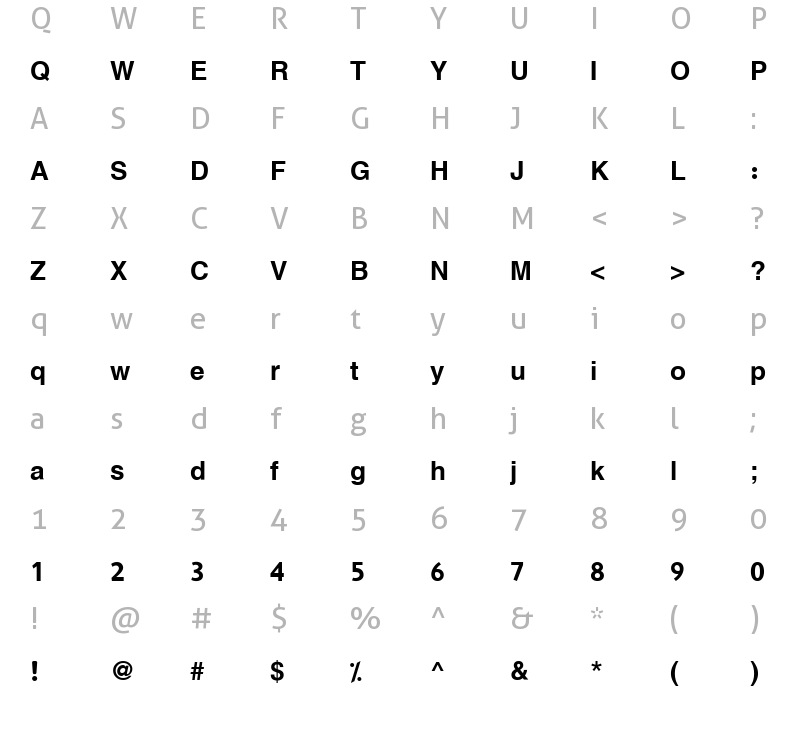 Q W E R T Y U I O P
Q W E R T Y U I O P
A S D F G H J K L :
A S D F G H J K L :
Z X C V B N M < > ?
Z X C V B N M < > ?
q w e r t y u i o p
q w e r t y u i o p
a s d f g h j k l ;
a s d f g h j k l ;
1 2 3 4 5 6 7 8 9 0
1 2 3 4 5 6 7 8 9 0
! @ # $ % ^ & * ( )
! @ # $ ٪ ^ & * ( )